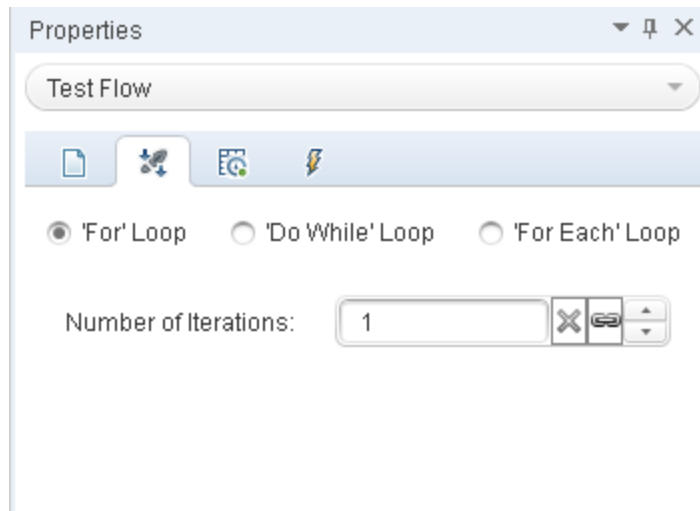 Properties
Test Flow
'For' Loop 'Do While' Loop 'For Each' Loop
Number of Iterations: 1